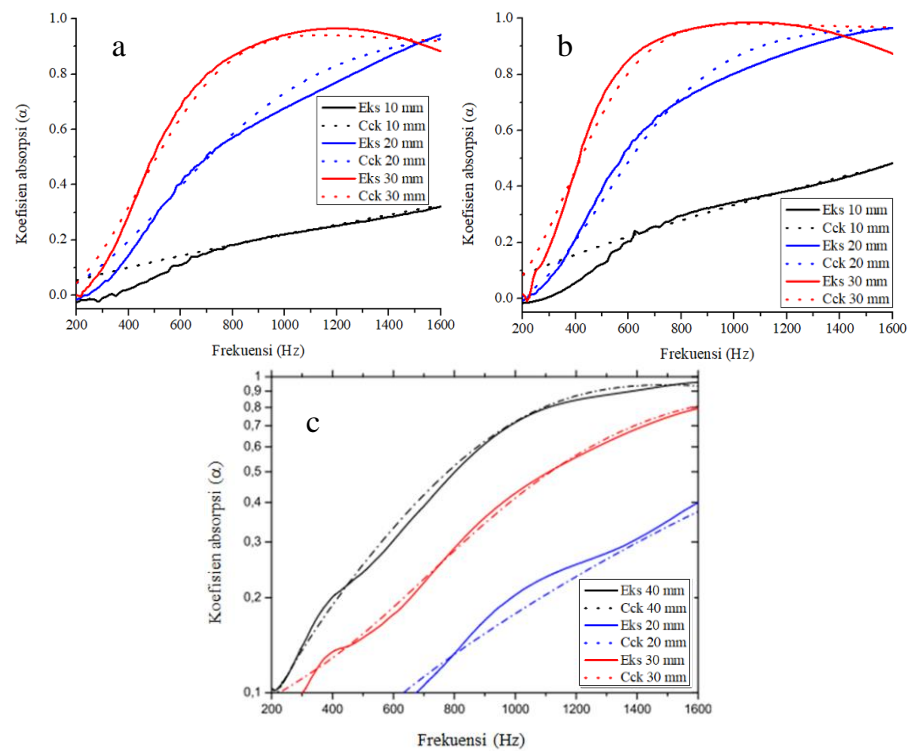 a
1.0
0.8
0.6
0.4
0.2
0.0
Koefisien absorpsi (α)
Eks 10 mm
Cck 10 mm
Eks 20 mm
Cck 20 mm
Eks 30 mm
Cck 30 mm
200 400 600 800 1000 1200 1400 1600
Frekuensi (Hz)
b
1.0
0.8
0.6
0.4
0.2
0.0
Koefisien absorpsi (α)
Eks 10 mm
Cck 10 mm
Eks 20 mm
Cck 20 mm
Eks 30 mm
Cck 30 mm
200 400 600 800 1000 1200 1400 1600
Frekuensi (Hz)
c
1
0,9
0,8
0,7
0,6
0,5
0,4
0,3
0,2
0,1
Koefisien absorpsi (α)
Eks 40 mm
Cck 40 mm
Eks 20 mm
Cck 20 mm
Eks 30 mm
Cck 30 mm
200 400 600 800 1000 1200 1400 1600
Frekuensi (Hz)